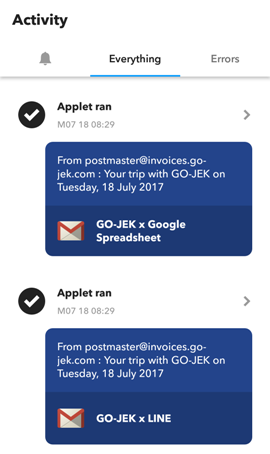 Activity
Everything
Errors
Applet ran
M07 18 08:29
From postmaster@invoices.go-
jek.com : Your trip with GO-JEK on
Tuesday, 18 July 2017
GO-JEK x Google
Spreadsheet
Applet ran
M07 18 08:29
From postmaster@invoices.go-
jek.com : Your trip with GO-JEK on
Tuesday, 18 July 2017
GO-JEK x LINE